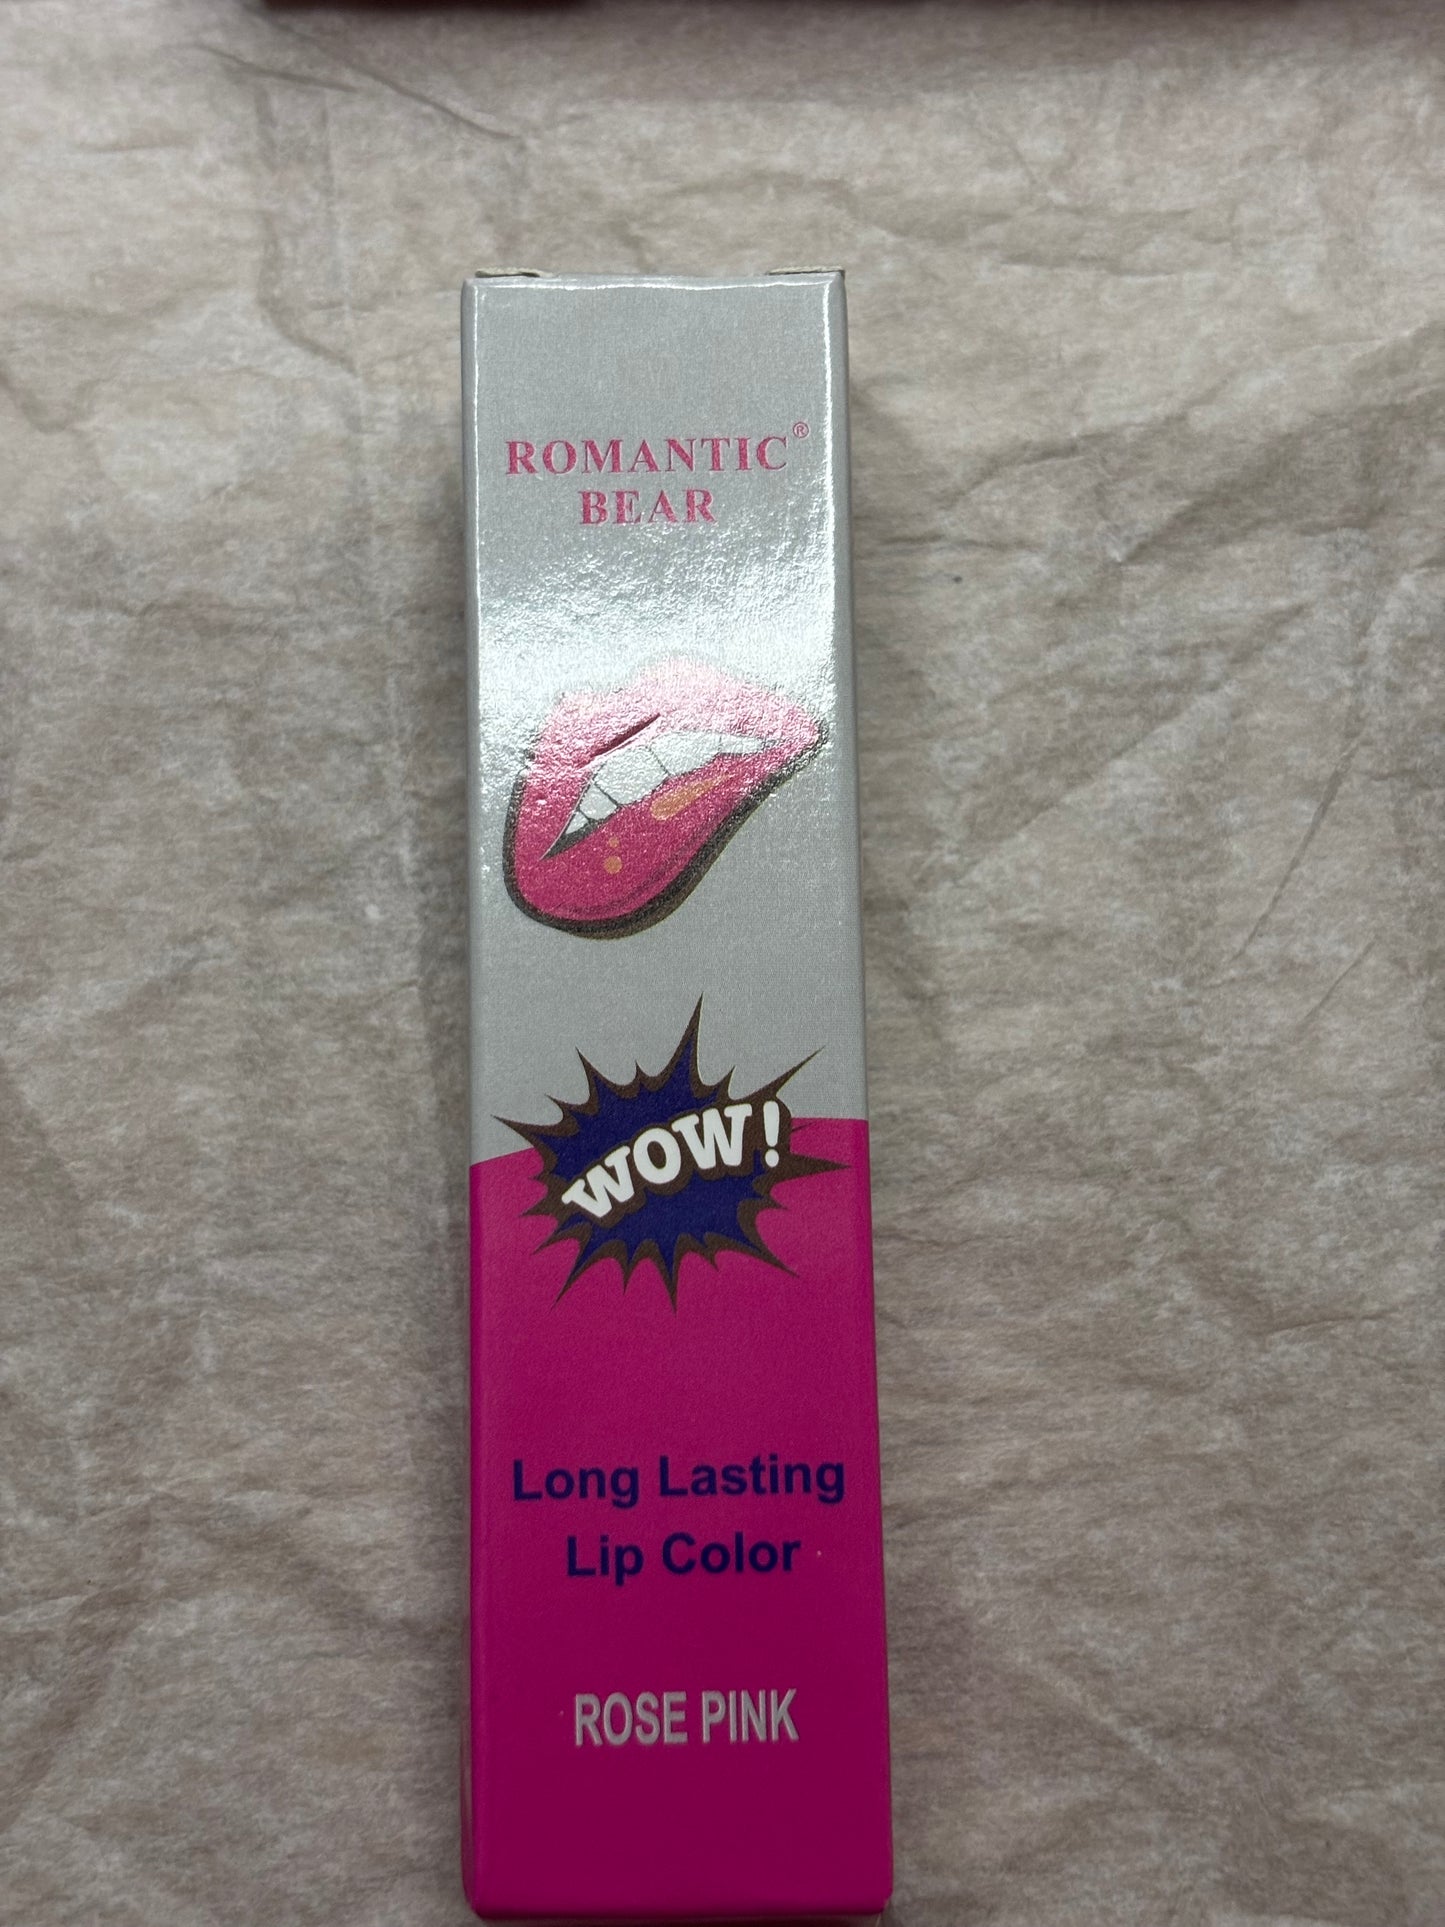 ROMANTIC®
BEAR
WOW!
Long Lasting
Lip Color
ROSE PINK